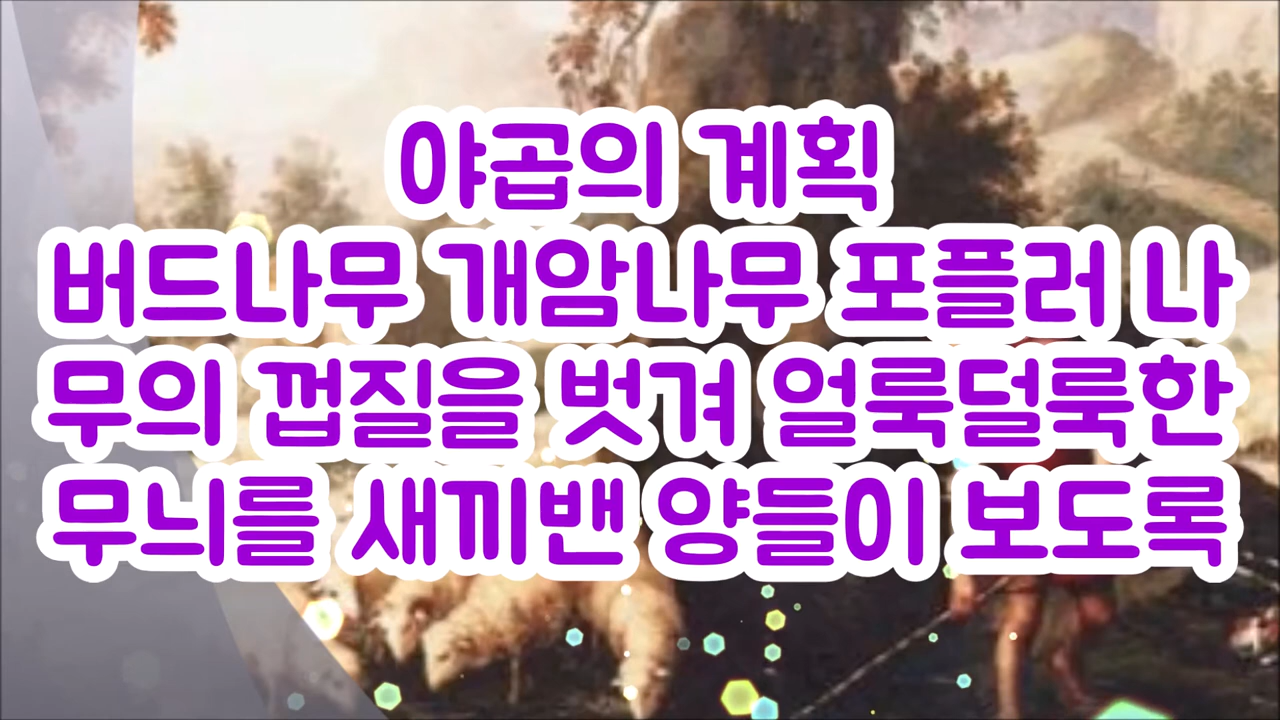 야곱의 계획
버드나무 개암나무 포플러 나
무의 껍질을 벗겨 얼룩덜룩한
무늬를 새끼밴 양들이 보도록